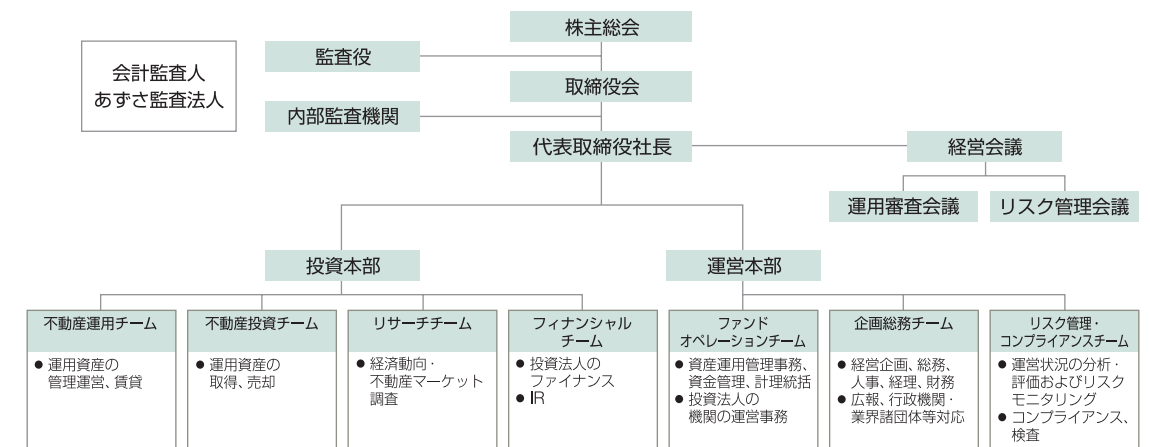 株主総会
会計監査人
あずさ監査法人
監査役
取締役会
内部監査機関
代表取締役社長
経営会議
運用審査会議
リスク管理会議
投資本部
運営本部
不動産運用チーム
● 運用資産の
管理運営、賃貸
不動産投資チーム
● 運用資産の
取得、売却
リサーチチーム
● 経済動向・
不動産マーケット
調査
フィナンシャル
チーム
● 投資法人の
ファイナンス
● IR
ファンド
オペレーションチーム
● 資産運用管理事務、
資金管理、計理統括
● 投資法人の
機関の運営事務
企画総務チーム
● 経営企画、総務、
人事、経理、財務
● 広報、行政機関・
業界諸団体等対応
リスク管理・
コンプライアンスチーム
● 運営状況の分析・
評価およびリスク
モニタリング
● コンプライアンス、
検査